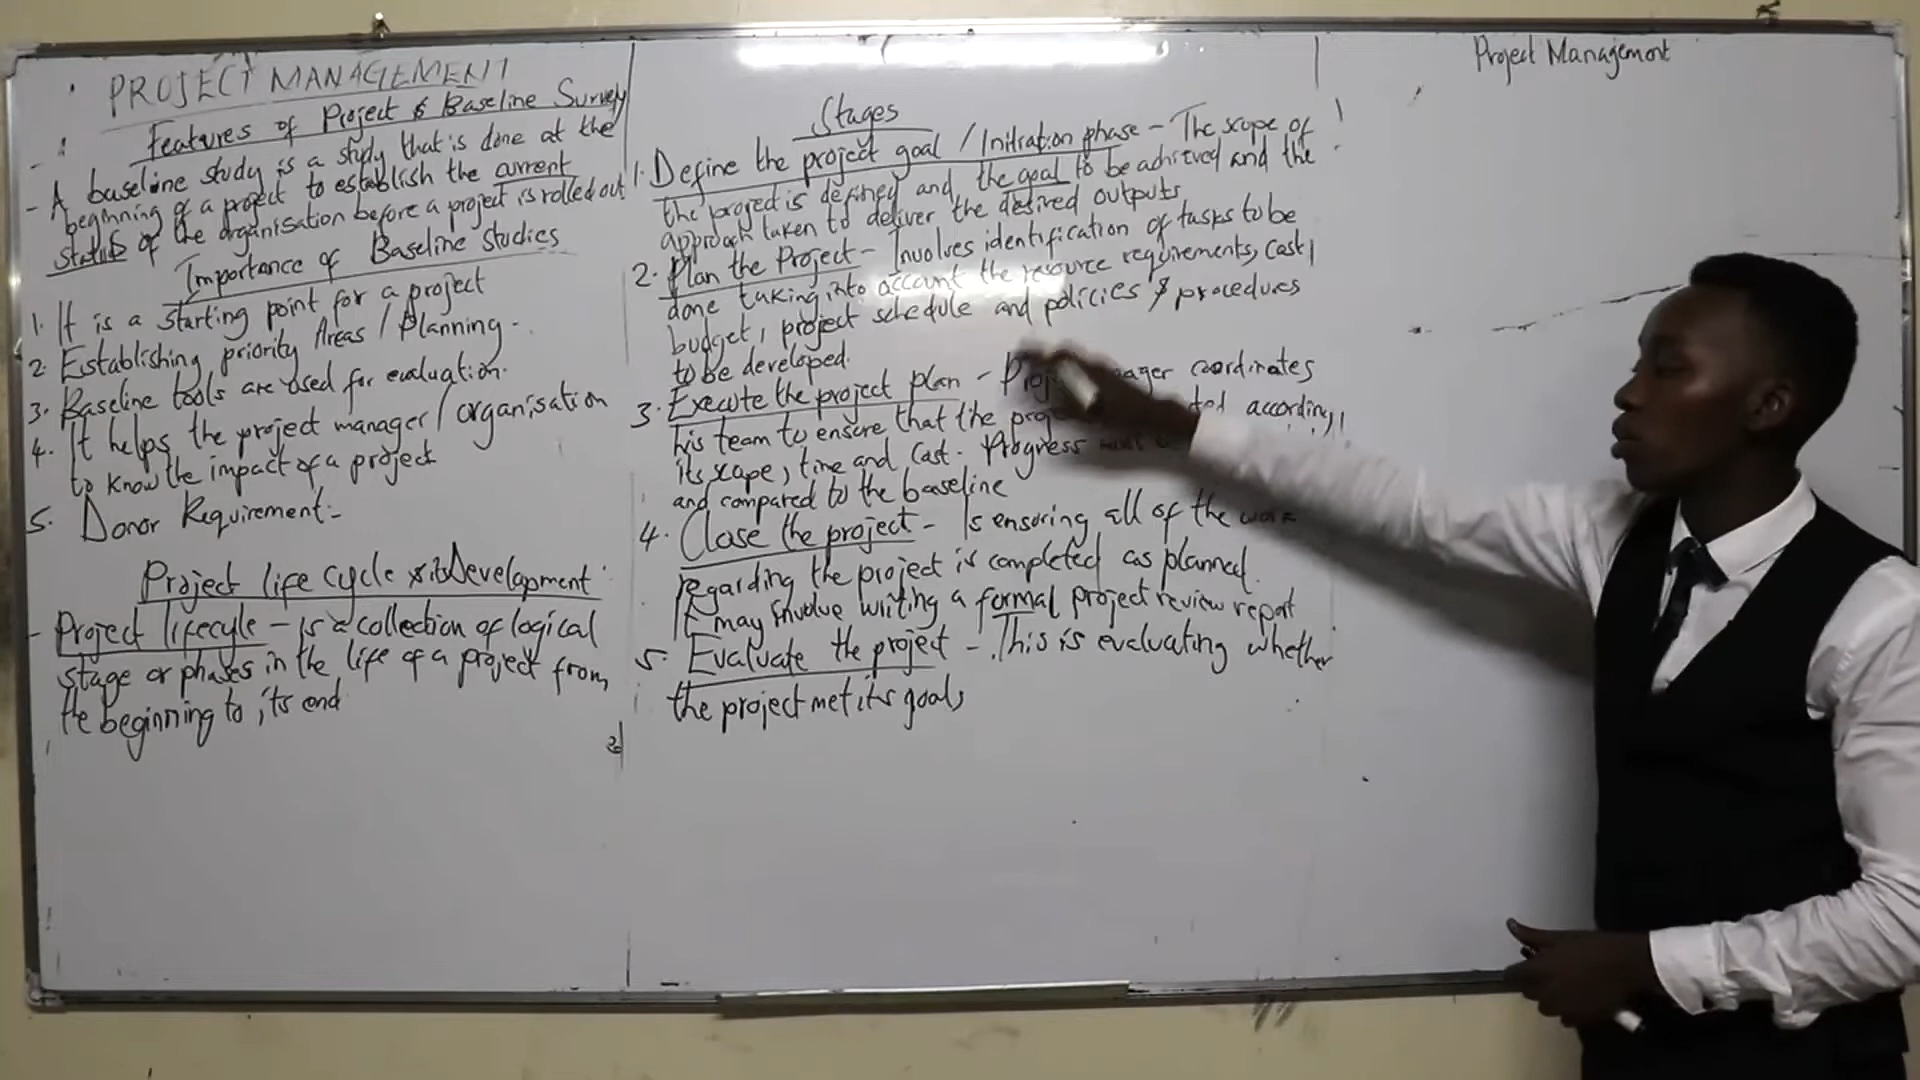 PROJECT MANAGEMENT
Features of Project & Baseline Survey
- A baseline study is a study that is done at the
beginning of a project to establish the current
status of the organisation before a project is rolled out
Importance of Baseline studies
1. It is a starting point for a project
2. Establishing priority Areas / Planning.
3. Baseline tools are used for evaluation.
4. It helps the project manager / organisation
to know the impact of a project
5. Donor Requirement:-
Project life cycle & its Development
- Project lifecyle - Is a collection of logical
stage or phases in the life of a project from
the beginning to its end
Stages
1. Define the project goal / Initiation phase - The scope of
the project is defined and the goal to be achieved and the
approach taken to deliver the desired outputs
2. Plan the Project - Involves identification of tasks to be
done taking into account the resource requirements, cost,
budget, project schedule and policies & procedures
to be developed.
3. Execute the project plan - coordinates
his team to ensure that the according
its scope, time and cost. Progress
and compared to the baseline
4. Close the project - Is ensuring all of the work
regarding the project is completed as planned.
It may involve writing a formal project review report
5. Evaluate the project - This is evaluating whether
the project met its goals
Project Management